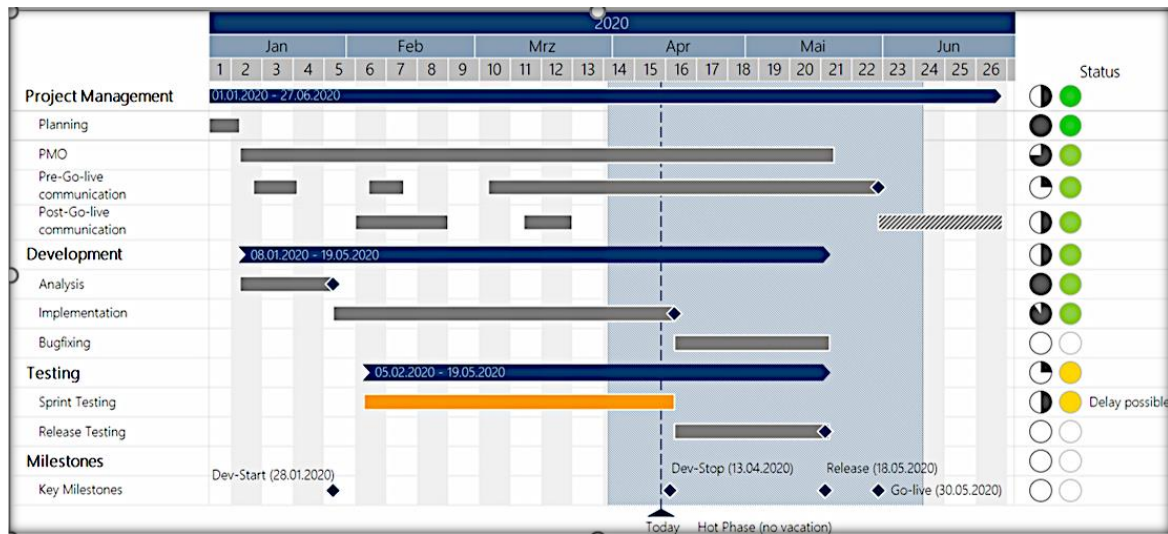 2020
Jan Feb Mrz Apr Mai Jun
1 2 3 4 5 6 7 8 9 10 11 12 13 14 15 16 17 18 19 20 21 22 23 24 25 26
Status
Project Management 01.01.2020 - 27.06.2020
Planning
PMO
Pre-Go-live
communication
Post-Go-live
communication
Development 08.01.2020 - 19.05.2020
Analysis
Implementation
Bugfixing
Testing 05.02.2020 - 19.05.2020
Sprint Testing Delay possible
Release Testing
Milestones
Dev-Start (28.01.2020) Dev-Stop (13.04.2020) Release (18.05.2020)
Key Milestones Go-live (30.05.2020)
Today Hot Phase (no vacation)